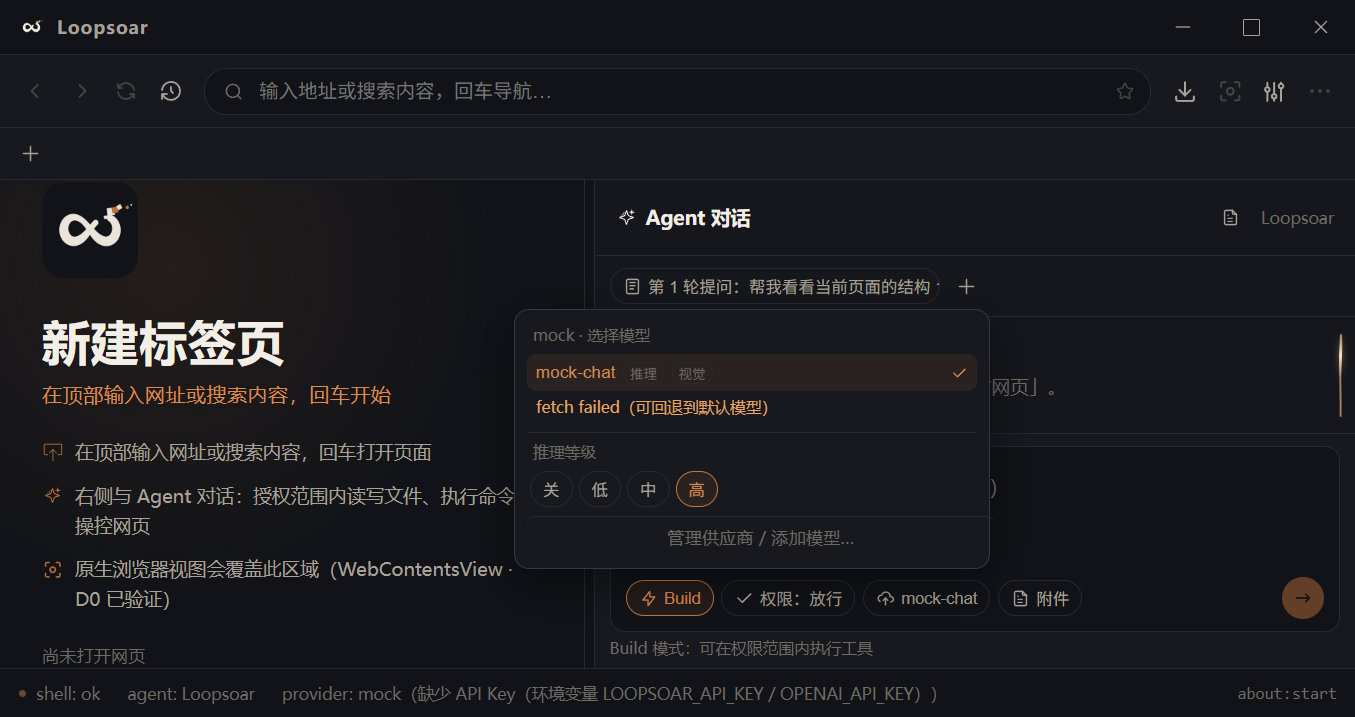 Loopsoar
输入地址或搜索内容，回车导航…
Agent 对话
Loopsoar
第 1 轮提问：帮我看看当前页面的结构
新建标签页
在顶部输入网址或搜索内容，回车开始
在顶部输入网址或搜索内容，回车打开页面
右侧与 Agent 对话：授权范围内读写文件、执行命令
操控网页
原生浏览器视图会覆盖此区域（WebContentsView ·
D0 已验证)
尚未打开网页
mock · 选择模型
mock-chat 推理 视觉
fetch failed（可回退到默认模型）
推理等级
关 低 中 高
管理供应商 / 添加模型...
网页」。
)
Build 权限：放行 mock-chat 附件
Build 模式：可在权限范围内执行工具
shell: ok agent: Loopsoar provider: mock（缺少 API Key（环境变量 LOOPSOAR_API_KEY / OPENAI_API_KEY））
about:start